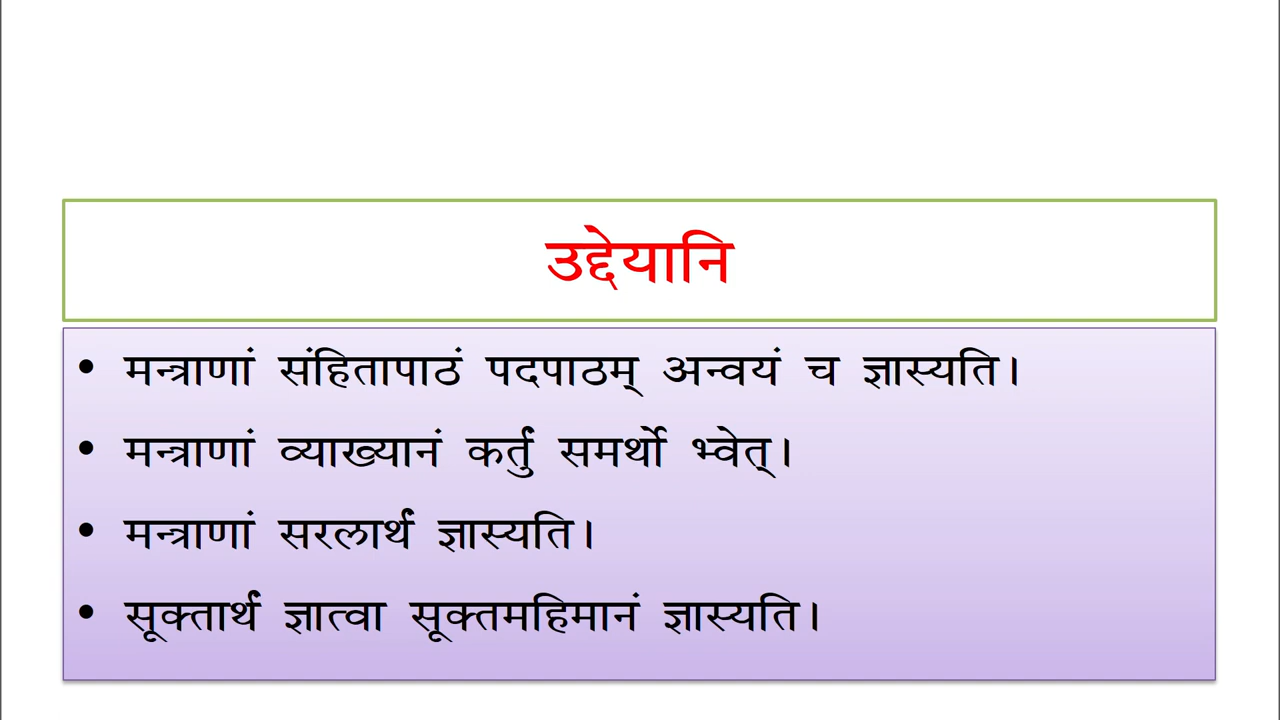 उद्देयानि
• मन्त्राणां संहितापाठं पदपाठम् अन्वयं च ज्ञास्यति।
• मन्त्राणां व्याख्यानं कर्तुं समर्थो भ्वेत्।
• मन्त्राणां सरलार्थं ज्ञास्यति।
• सूक्तार्थं ज्ञात्वा सूक्तमहिमानं ज्ञास्यति।